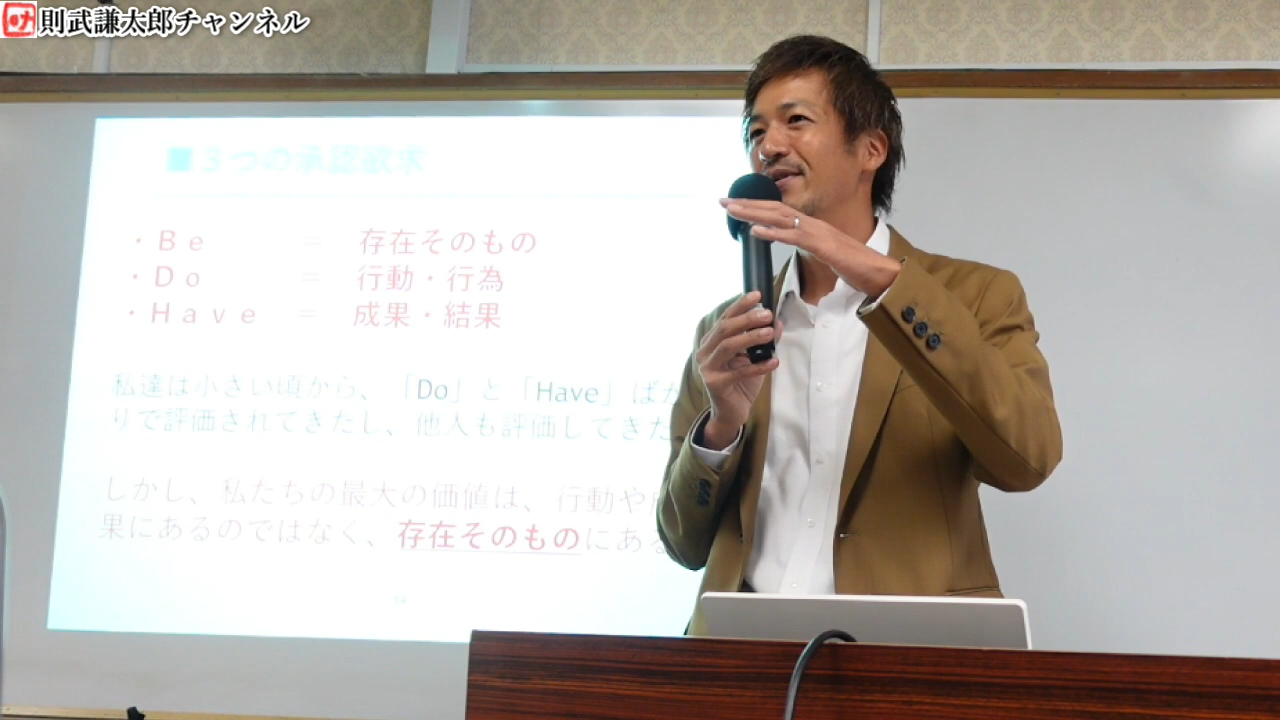 サ 則武謙太郎チャンネル
■３つの承認欲求
・Ｂｅ ＝ 存在そのもの
・Ｄｏ ＝ 行動・行為
・Ｈａｖｅ ＝ 成果・結果
私達は小さい頃から、「Do」と「Have」ばか
りで評価されてきたし、他人も評価してきた
しかし、私たちの最大の価値は、行動や成
果にあるのではなく、存在そのものにある